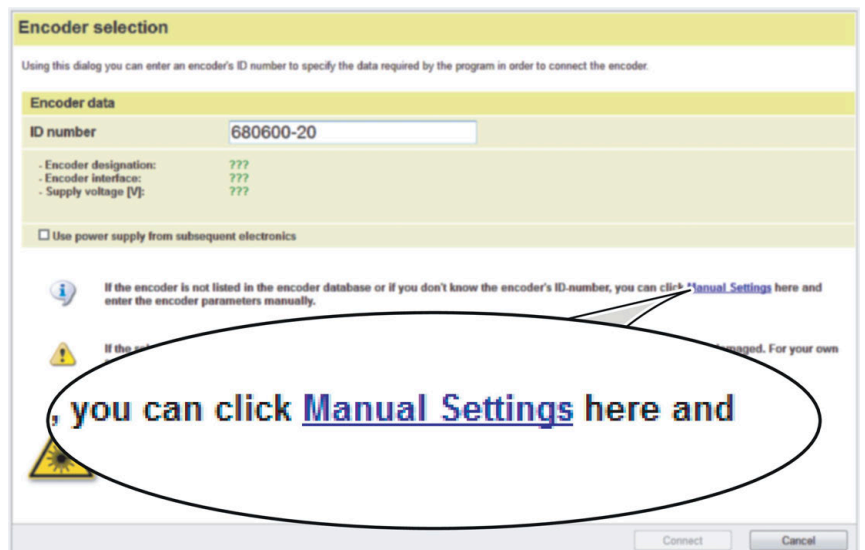 Encoder selection
Using this dialog you can enter an encoder's ID number to specify the data required by the program in order to connect the encoder.
Encoder data
ID number 680600-20
- Encoder designation: ???
- Encoder interface: ???
- Supply voltage [V]: ???
Use power supply from subsequent electronics
If the encoder is not listed in the encoder database or if you don't know the encoder's ID-number, you can click Manual Settings here and
enter the encoder parameters manually.
If the damaged. For your own
, you can click Manual Settings here and
Connect Cancel